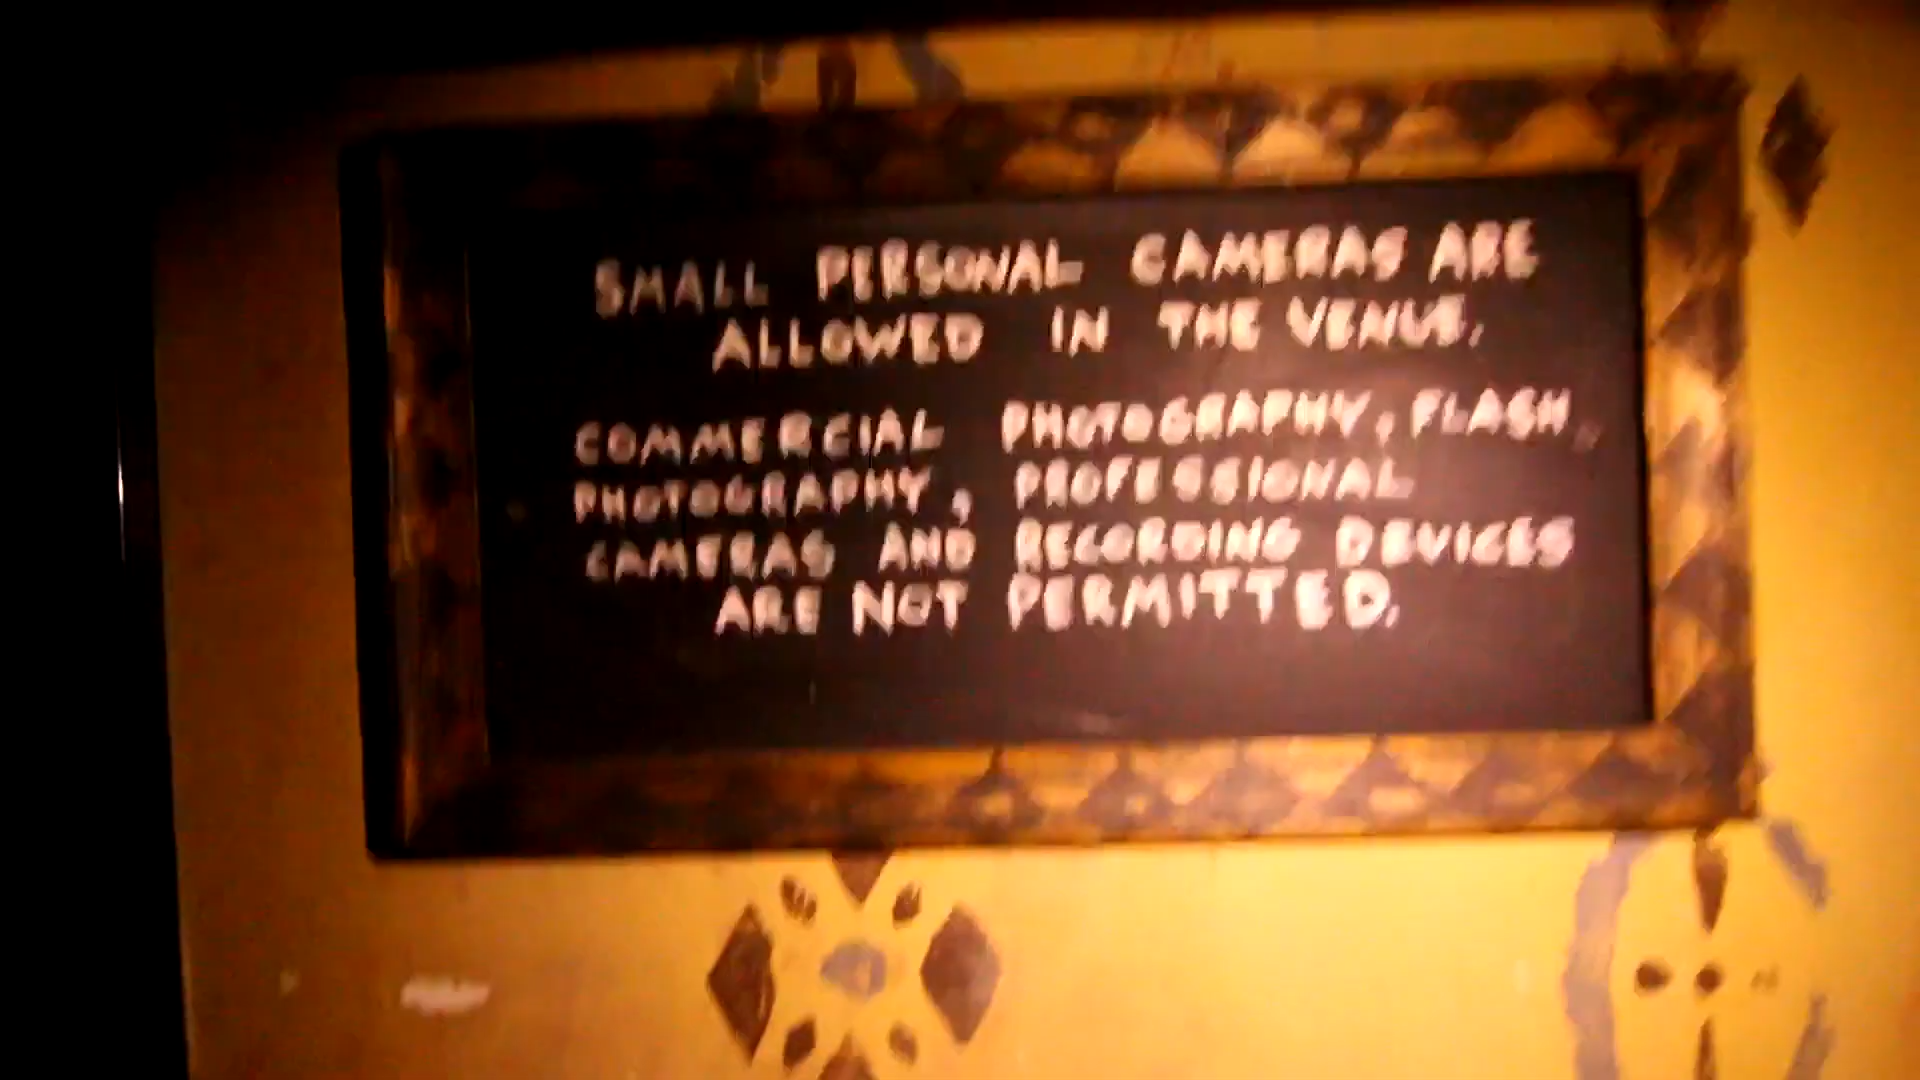 SMALL PERSONAL CAMERAS ARE
ALLOWED IN THE VENUE.
COMMERCIAL PHOTOGRAPHY, FLASH
PHOTOGRAPHY, PROFESSIONAL
CAMERAS AND RECORDING DEVICES
ARE NOT PERMITTED.